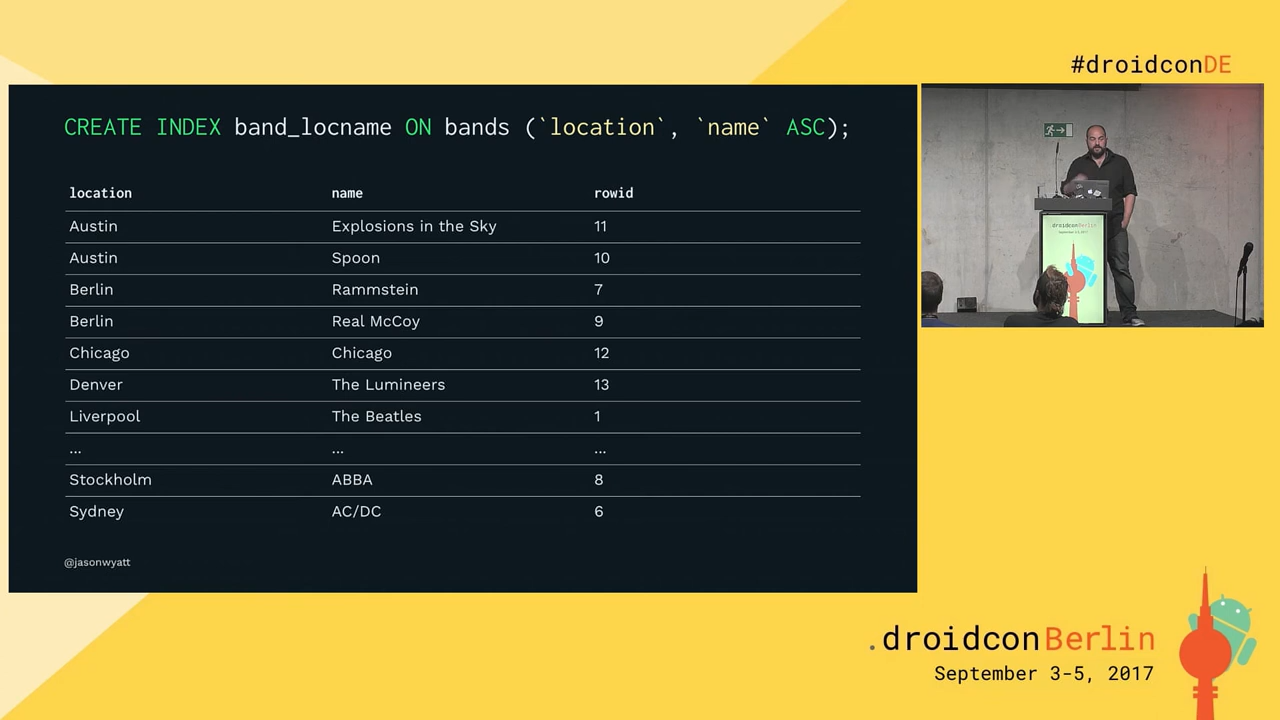 #droidconDE
CREATE INDEX band_locname ON bands (`location`, `name` ASC);
location name rowid
Austin Explosions in the Sky 11
Austin Spoon 10
Berlin Rammstein 7
Berlin Real McCoy 9
Chicago Chicago 12
Denver The Lumineers 13
Liverpool The Beatles 1
... ... ...
Stockholm ABBA 8
Sydney AC/DC 6
@jasonwyatt
.droidconBerlin
.droidconBerlin
September 3-5, 2017